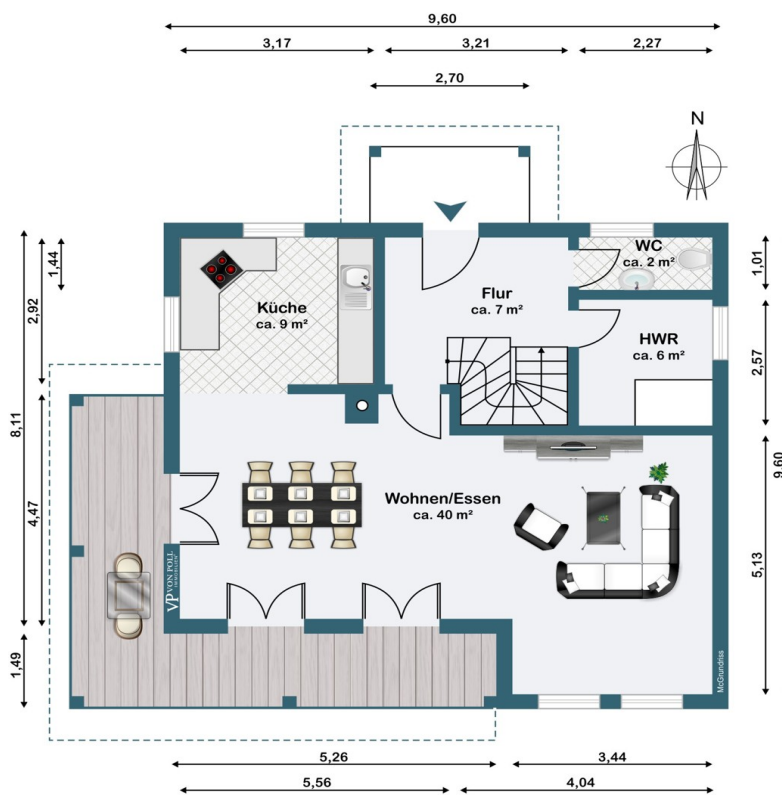 9,60
3,17
3,21
2,27
2,70
N
1,44
2,92
8,11
4,47
1,49
1,01
2,57
9,60
5,13
WC
ca. 2 m²
Küche
ca. 9 m²
Flur
ca. 7 m²
HWR
ca. 6 m²
Wohnen/Essen
ca. 40 m²
VP VON POLL
IMMOBILIEN
McGrundriss
5,26
3,44
5,56
4,04